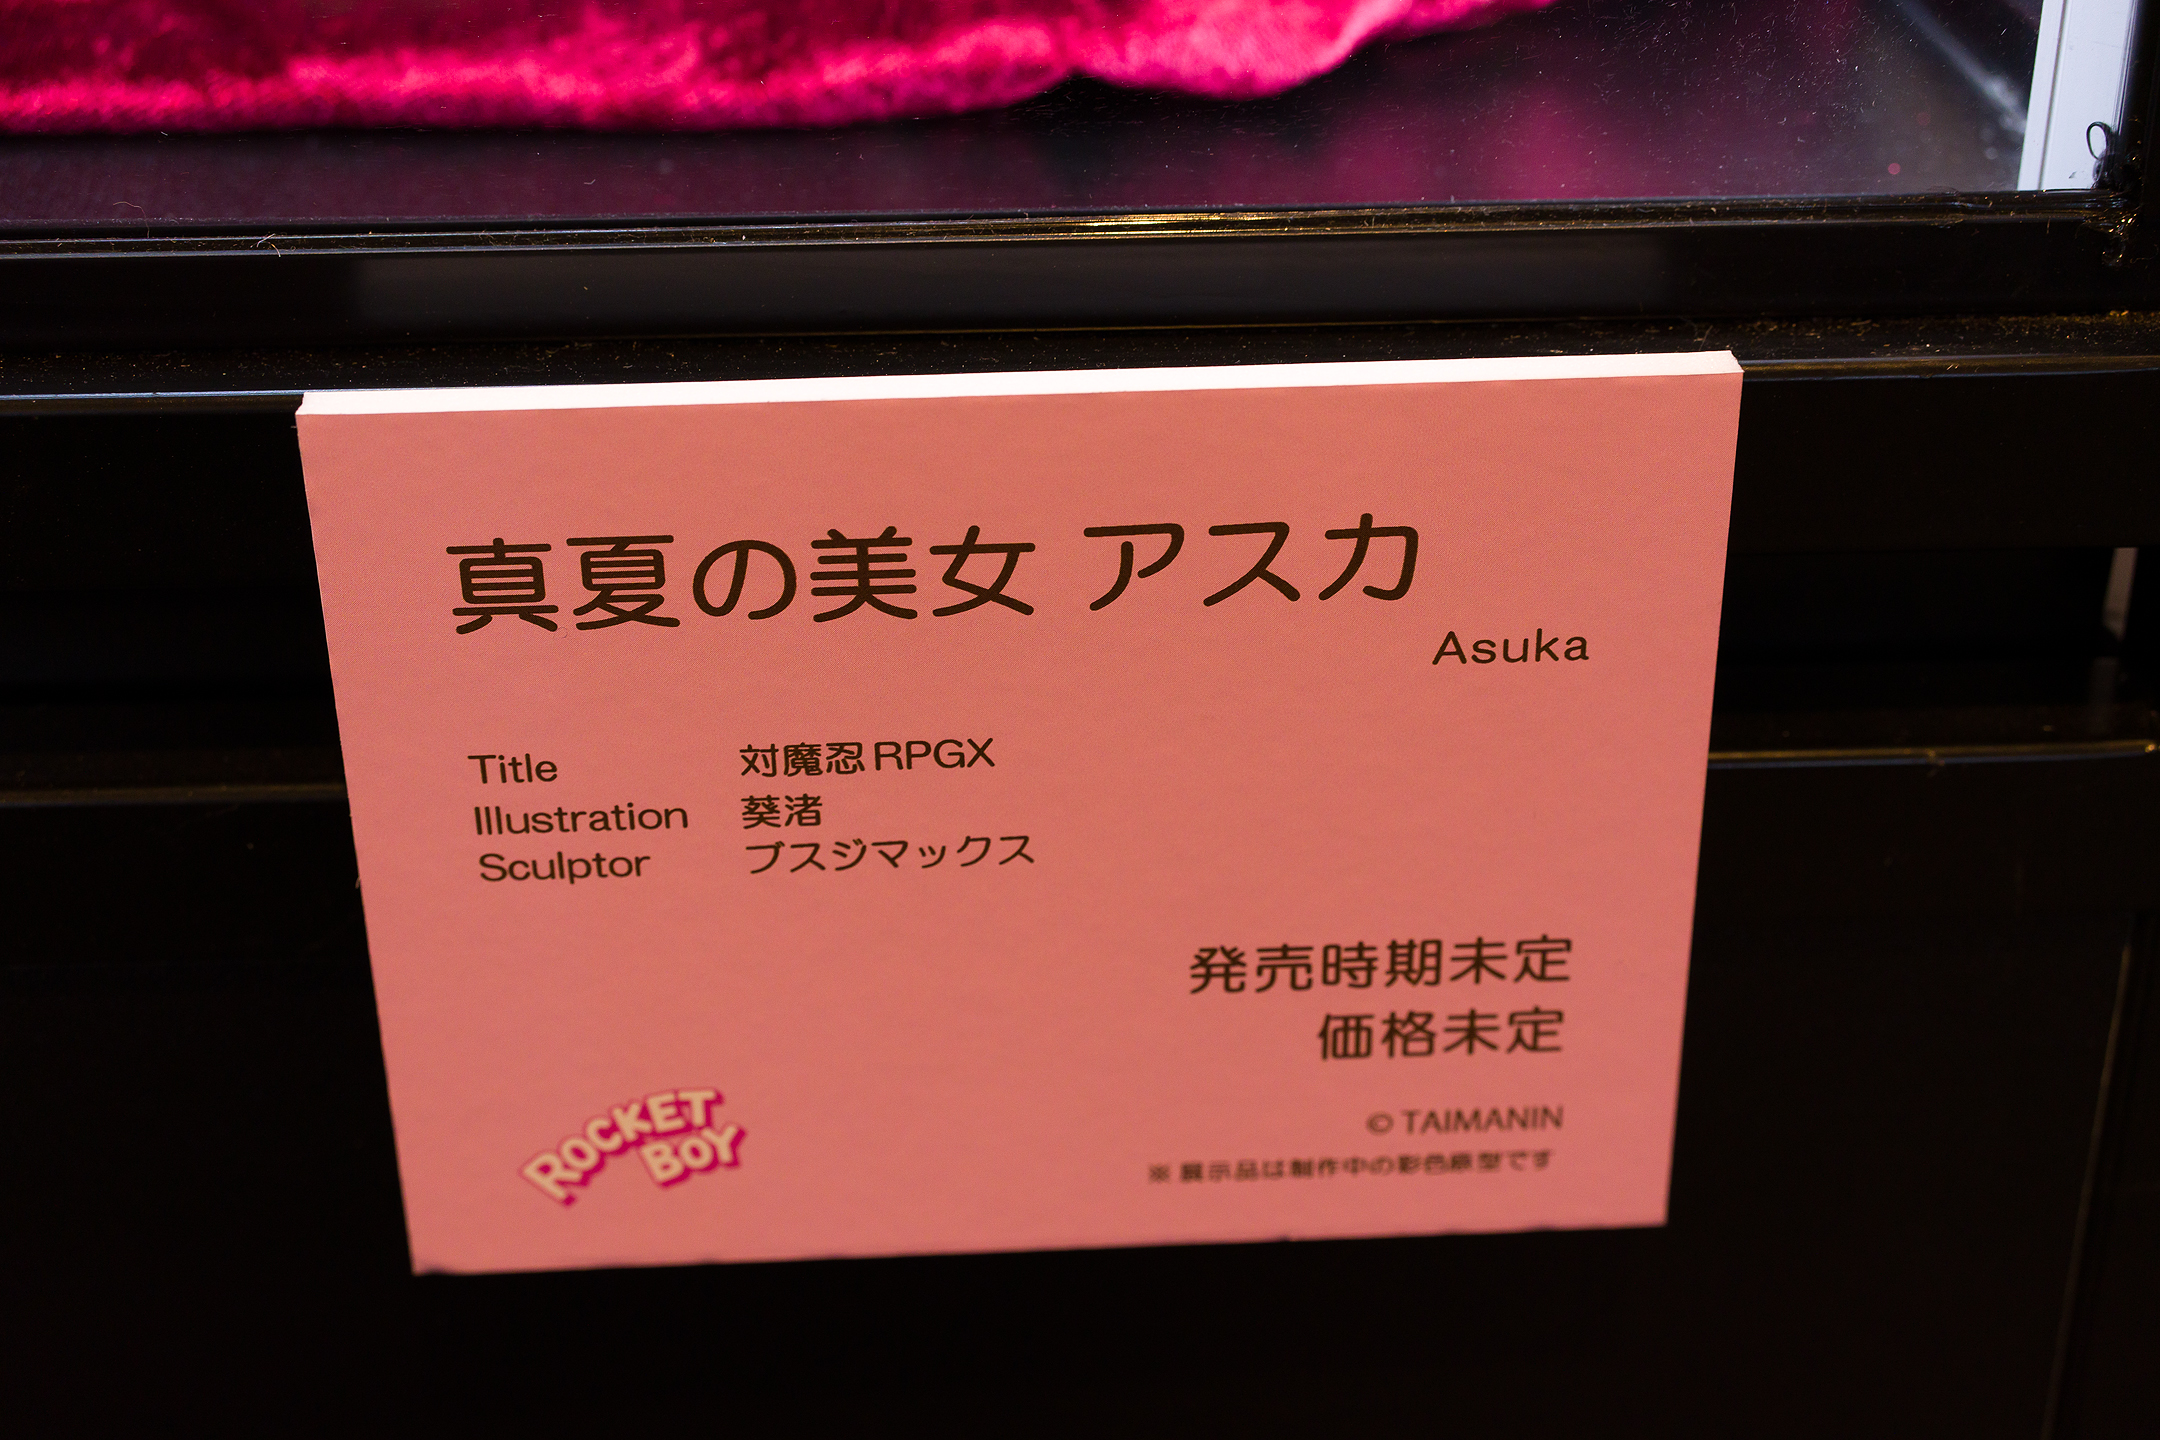 真夏の美女 アスカ
Asuka
Title 対魔忍RPGX
Illustration 葵渚
Sculptor ブスジマックス
発売時期未定
価格未定
© TAIMANIN
※ 展示品は制作中の彩色原型です
ROCKET
BOY